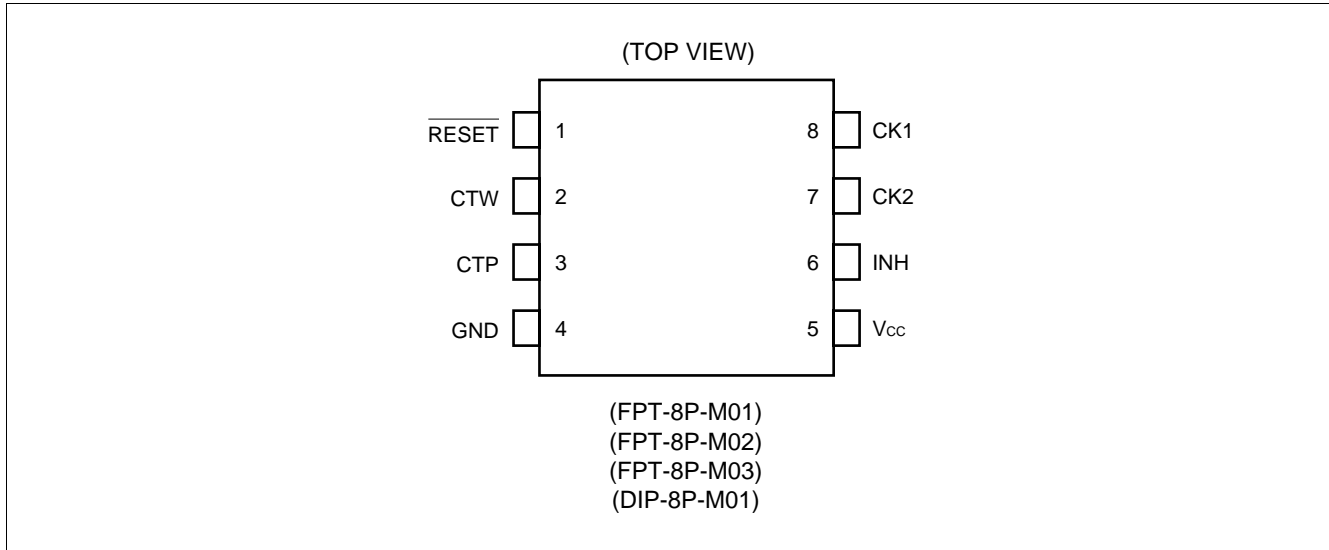 (TOP VIEW)
RESET 1 8 CK1
CTW 2 7 CK2
CTP 3 6 INH
GND 4 5 Vcc
(FPT-8P-M01)
(FPT-8P-M02)
(FPT-8P-M03)
(DIP-8P-M01)